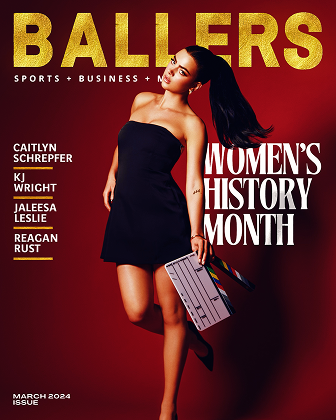 BALLERS
SPORTS + BUSINESS +
CAITLYN
SCHREPFER
KJ
WRIGHT
JALEESA
LESLIE
REAGAN
RUST
WOMEN'S
HISTORY
MONTH
MARCH 2024
ISSUE